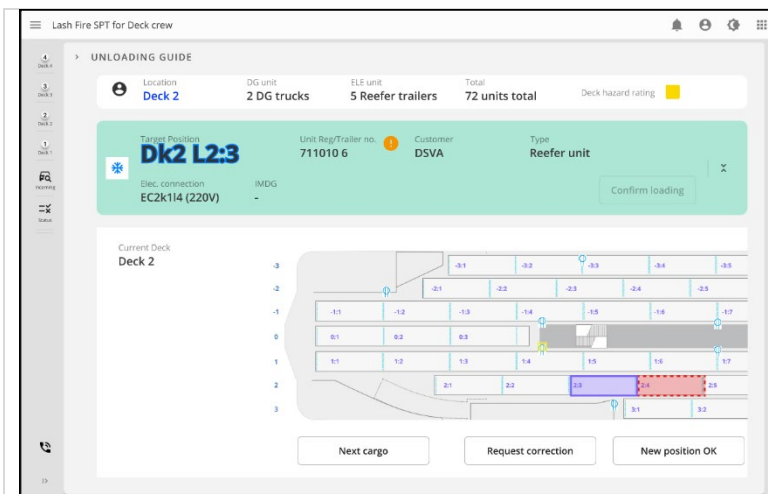 Lash Fire SPT for Deck crew
4
Deck 4
3
Deck 3
2
Deck 2
1
Deck 1
Incoming
Status
UNLOADING GUIDE
Location
Deck 2
DG unit
2 DG trucks
ELE unit
5 Reefer trailers
Total
72 units total
Deck hazard rating
Target Position
Dk2 L2:3
Unit Reg/Trailer no.
711010 6
Customer
DSVA
Type
Reefer unit
Elec. connection
EC2k1l4 (220V)
IMDG
-
Confirm loading
Current Deck
Deck 2
-3 -3:1 -3:2 -3:3 -3:4 -3:5
-2 -2:1 -2:2 -2:3 -2:4 -2:5
-1 -1:1 -1:2 -1:3 -1:4 -1:5 -1:6 -1:7
0 0:1 0:2 0:3
1 1:1 1:2 1:3 1:4 1:5 1:6 1:7
2 2:1 2:2 2:3 2:4 2:5
3 3:1 3:2
Next cargo
Request correction
New position OK